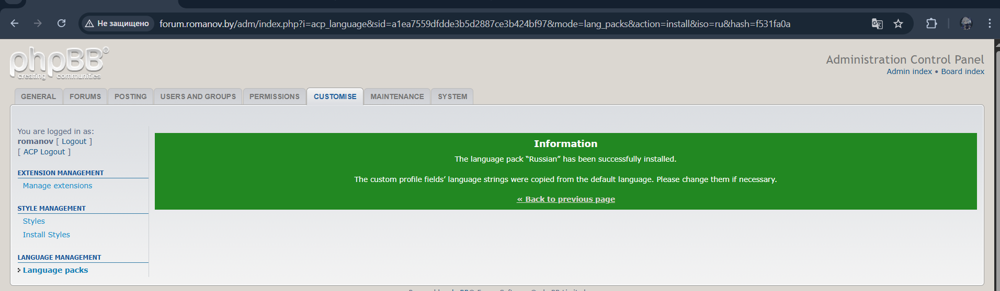 Не защищено
forum.romanov.by/adm/index.php?i=acp_language&sid=a1ea7559dfdde3b5d2887ce3b424bf97&mode=lang_packs&action=install&iso=ru&hash=f531fa0a
phpBB®
creating communities
Administration Control Panel
Admin index • Board index
GENERAL FORUMS POSTING USERS AND GROUPS PERMISSIONS CUSTOMISE MAINTENANCE SYSTEM
You are logged in as:
romanov [ Logout ]
[ ACP Logout ]
EXTENSION MANAGEMENT
Manage extensions
STYLE MANAGEMENT
Styles
Install Styles
LANGUAGE MANAGEMENT
Language packs
Information
The language pack “Russian” has been successfully installed.
The custom profile fields’ language strings were copied from the default language. Please change them if necessary.
« Back to previous page